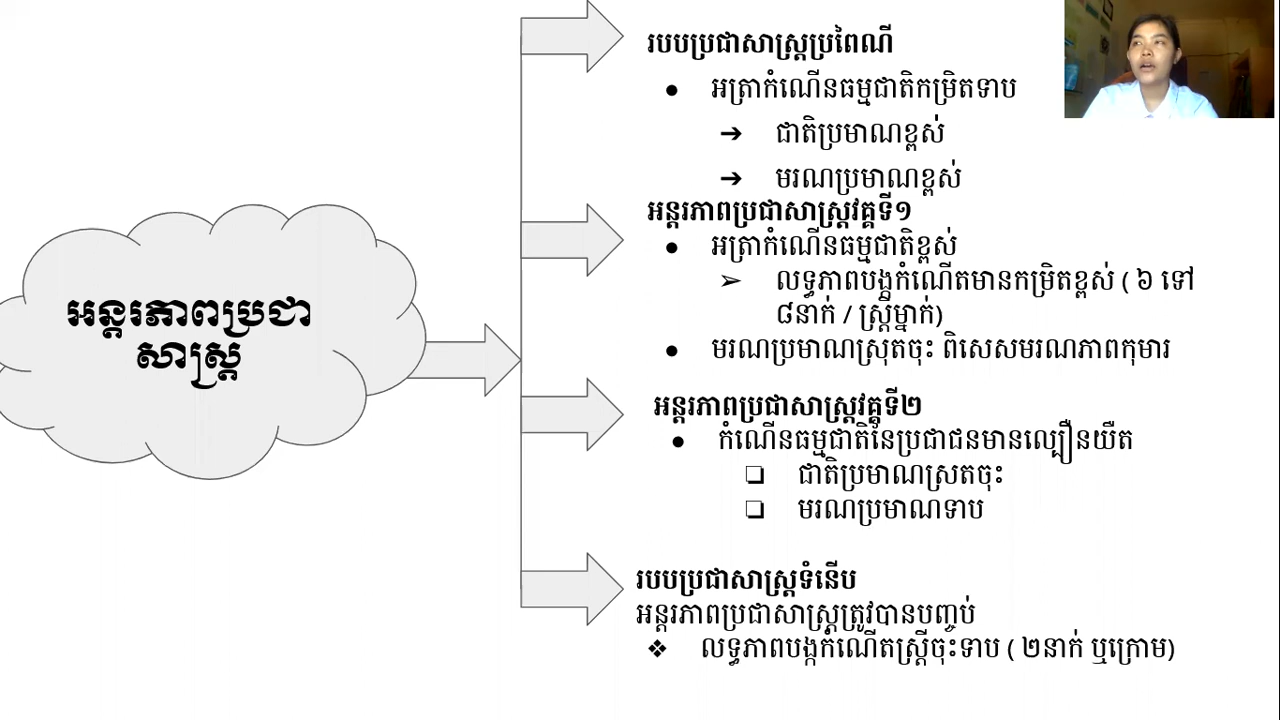 អន្តរភាពប្រជា
សាស្ត្រ
របបប្រជាសាស្ត្រប្រពៃណី
● អត្រាកំណើនធម្មជាតិកម្រិតទាប
➔ ជាតិប្រមាណខ្ពស់
➔ មរណប្រមាណខ្ពស់
អន្តរភាពប្រជាសាស្ត្រវគ្គទី១
● អត្រាកំណើនធម្មជាតិខ្ពស់
➢ លទ្ធភាពបង្កកំណើតមានកម្រិតខ្ពស់ ( ៦ ទៅ
៨នាក់ / ស្ត្រីម្នាក់)
● មរណប្រមាណស្រុតចុះ ពិសេសមរណភាពកុមារ
អន្តរភាពប្រជាសាស្ត្រវគ្គទី២
● កំណើនធម្មជាតិនៃប្រជាជនមានល្បឿនយឺត
❏ ជាតិប្រមាណស្រតចុះ
❏ មរណប្រមាណទាប
របបប្រជាសាស្ត្រទំនើប
អន្តរភាពប្រជាសាស្ត្រត្រូវបានបញ្ចប់
❖ លទ្ធភាពបង្កកំណើតស្ត្រីចុះទាប ( ២នាក់ ឬក្រោម)